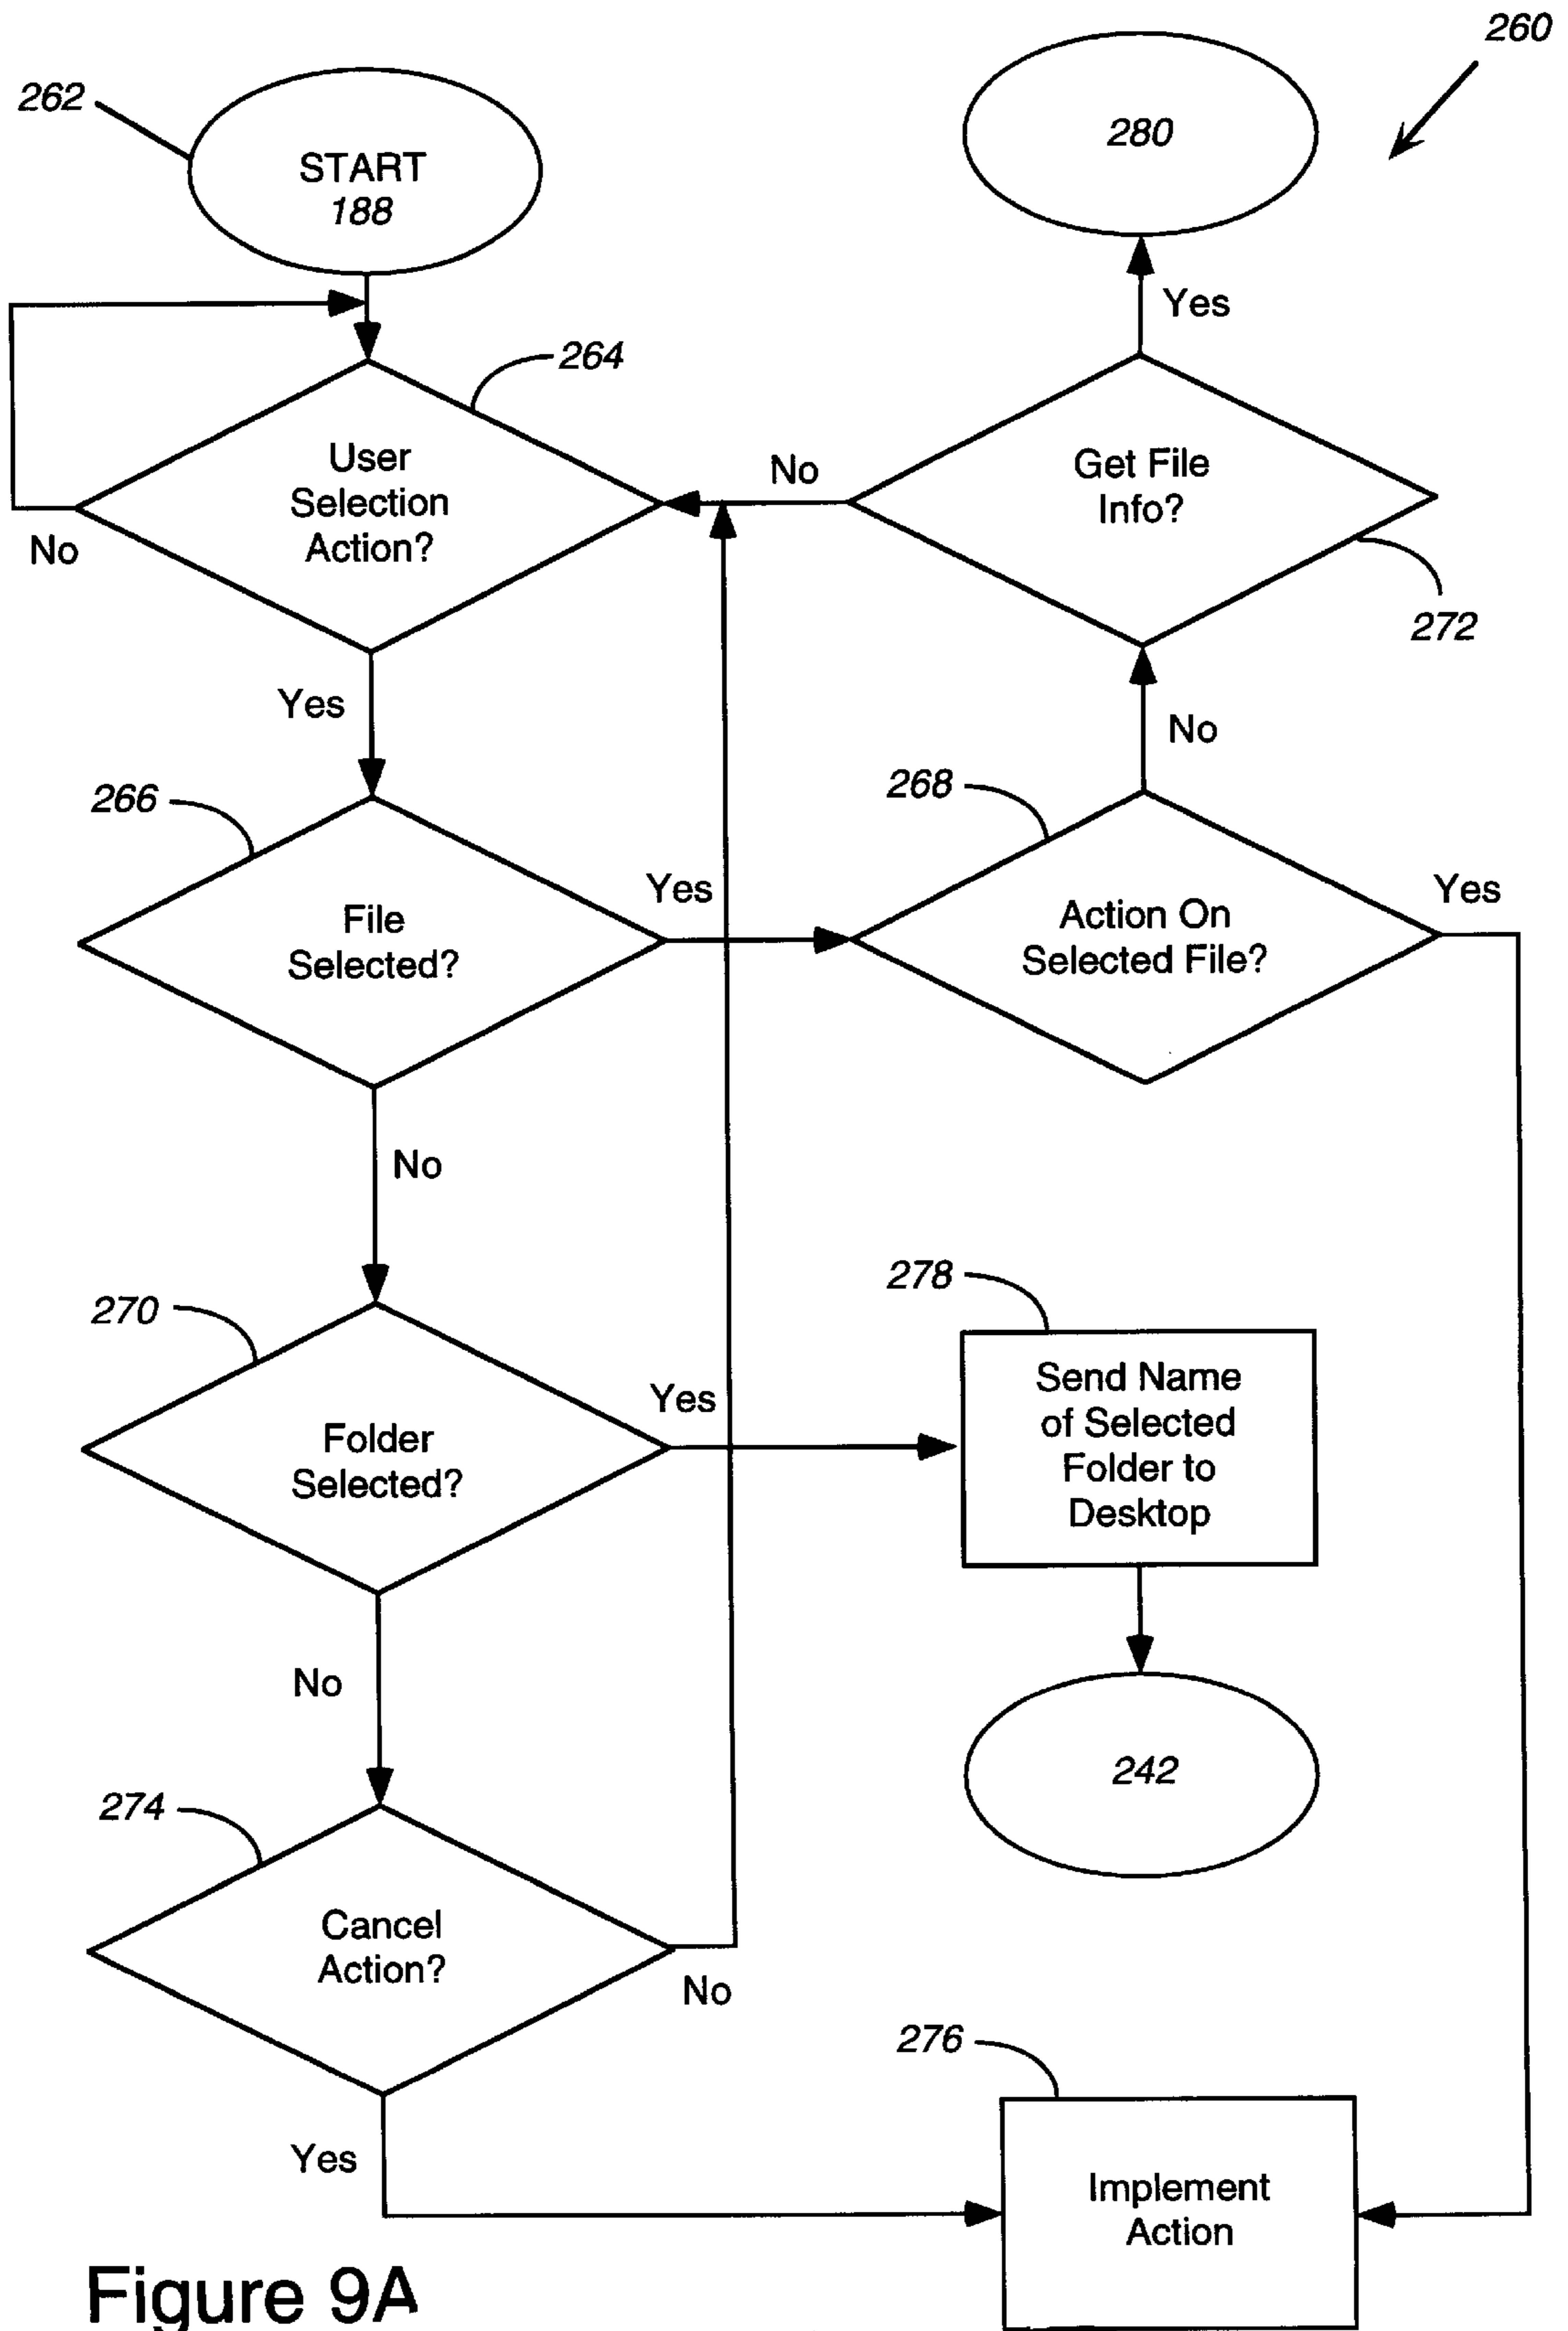 260
262
START
188
280
Yes
264
User
Selection
Action?
No
No
Get File
Info?
272
Yes
No
266
File
Selected?
Yes
268
Action On
Selected File?
Yes
No
270
Folder
Selected?
Yes
278
Send Name
of Selected
Folder to
Desktop
No
242
274
Cancel
Action?
No
Yes
276
Implement
Action
Figure 9A